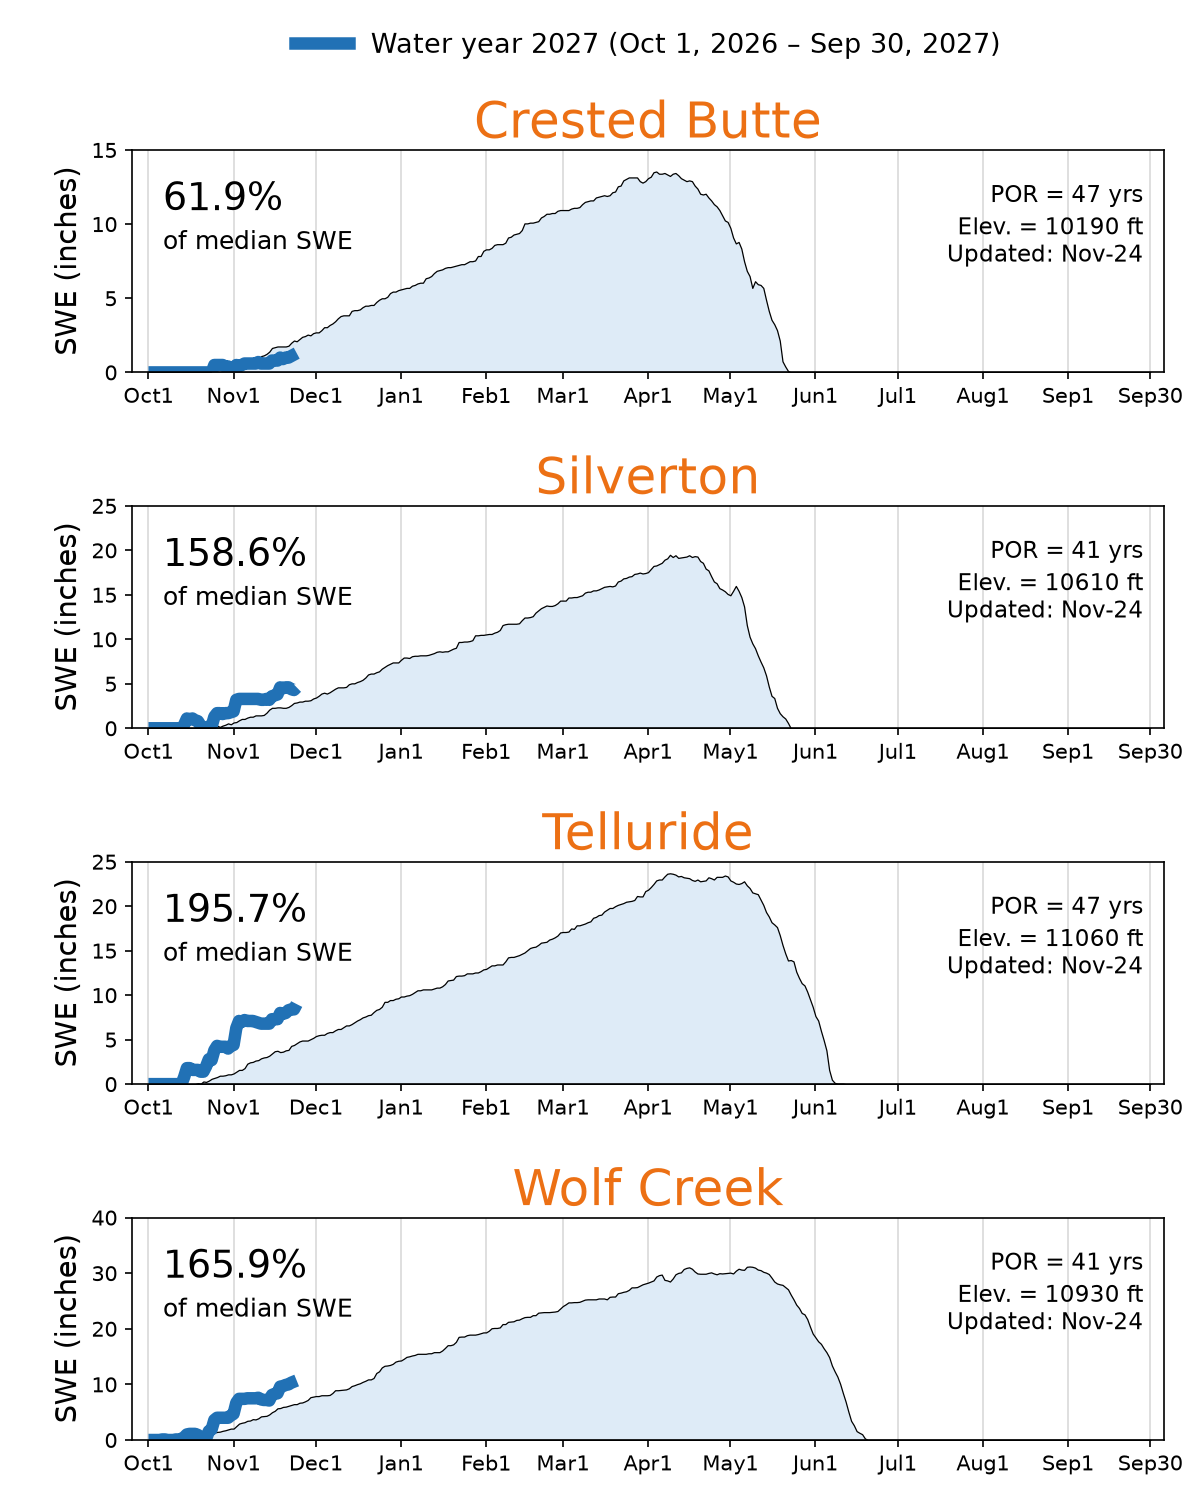 Water year 2027 (Oct 1, 2026 – Sep 30, 2027)
Crested Butte
SWE (inches)
15
10
5
0
61.9%
of median SWE
POR = 47 yrs
Elev. = 10190 ft
Updated: Nov-24
Oct1 Nov1 Dec1 Jan1 Feb1 Mar1 Apr1 May1 Jun1 Jul1 Aug1 Sep1 Sep30
Silverton
SWE (inches)
25
20
15
10
5
0
158.6%
of median SWE
POR = 41 yrs
Elev. = 10610 ft
Updated: Nov-24
Oct1 Nov1 Dec1 Jan1 Feb1 Mar1 Apr1 May1 Jun1 Jul1 Aug1 Sep1 Sep30
Telluride
SWE (inches)
25
20
15
10
5
0
195.7%
of median SWE
POR = 47 yrs
Elev. = 11060 ft
Updated: Nov-24
Oct1 Nov1 Dec1 Jan1 Feb1 Mar1 Apr1 May1 Jun1 Jul1 Aug1 Sep1 Sep30
Wolf Creek
SWE (inches)
40
30
20
10
0
165.9%
of median SWE
POR = 41 yrs
Elev. = 10930 ft
Updated: Nov-24
Oct1 Nov1 Dec1 Jan1 Feb1 Mar1 Apr1 May1 Jun1 Jul1 Aug1 Sep1 Sep30